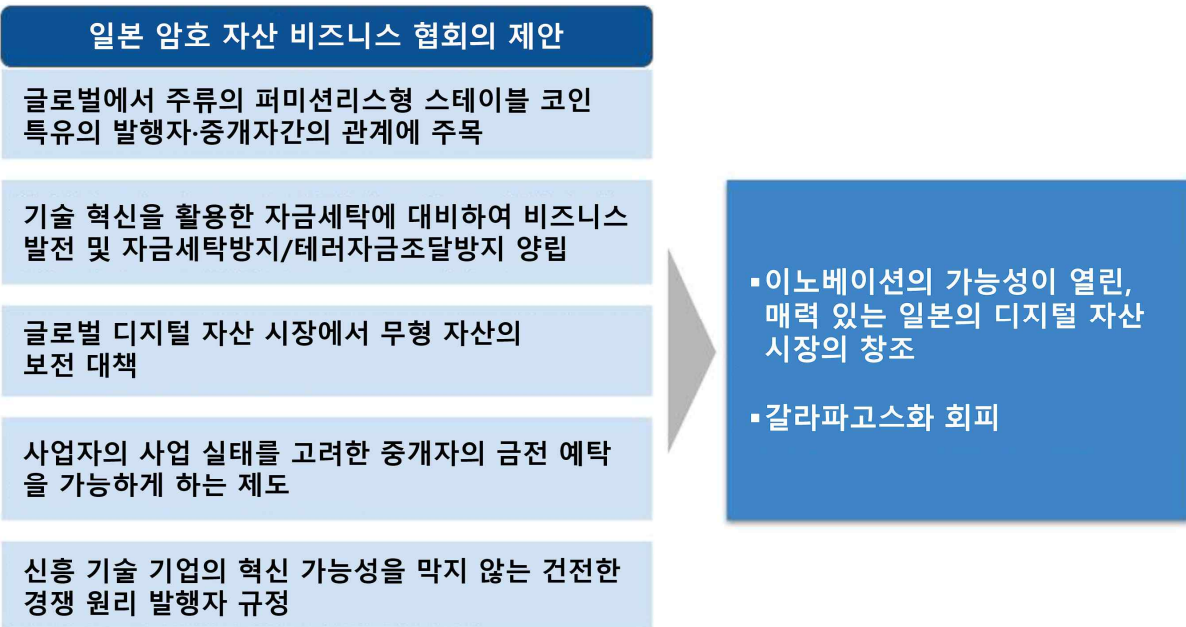 일본 암호 자산 비즈니스 협회의 제안
글로벌에서 주류의 퍼미션리스형 스테이블 코인
특유의 발행자·중개자간의 관계에 주목
기술 혁신을 활용한 자금세탁에 대비하여 비즈니스
발전 및 자금세탁방지/테러자금조달방지 양립
글로벌 디지털 자산 시장에서 무형 자산의
보전 대책
사업자의 사업 실태를 고려한 중개자의 금전 예탁
을 가능하게 하는 제도
신흥 기술 기업의 혁신 가능성을 막지 않는 건전한
경쟁 원리 발행자 규정
▪이노베이션의 가능성이 열린,
매력 있는 일본의 디지털 자산
시장의 창조
▪갈라파고스화 회피